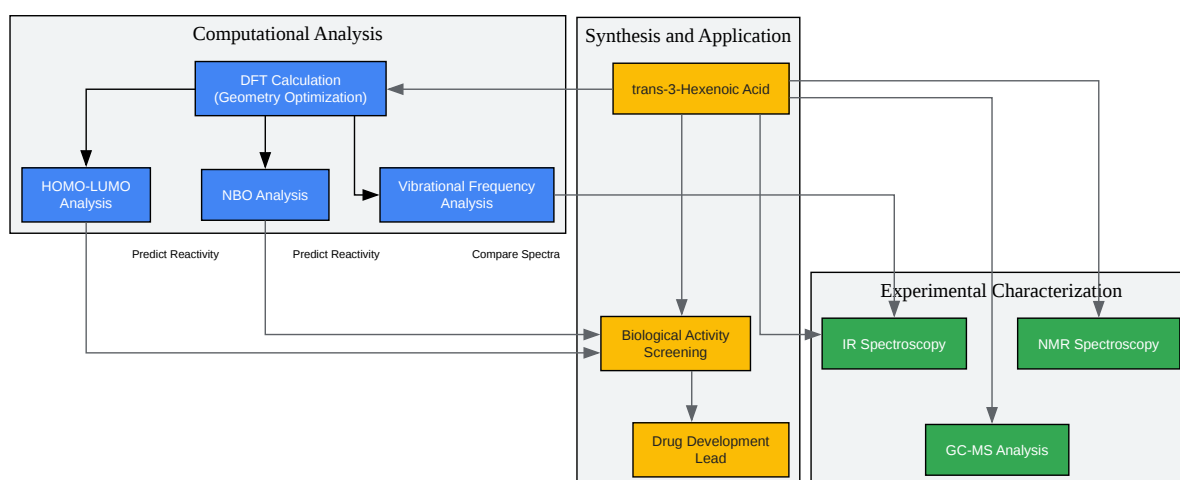 Computational Analysis
DFT Calculation
(Geometry Optimization)
HOMO-LUMO
Analysis
NBO Analysis
Vibrational Frequency
Analysis
Predict Reactivity
Predict Reactivity
Compare Spectra
Synthesis and Application
trans-3-Hexenoic Acid
Biological Activity
Screening
Drug Development
Lead
Experimental Characterization
IR Spectroscopy
NMR Spectroscopy
GC-MS Analysis